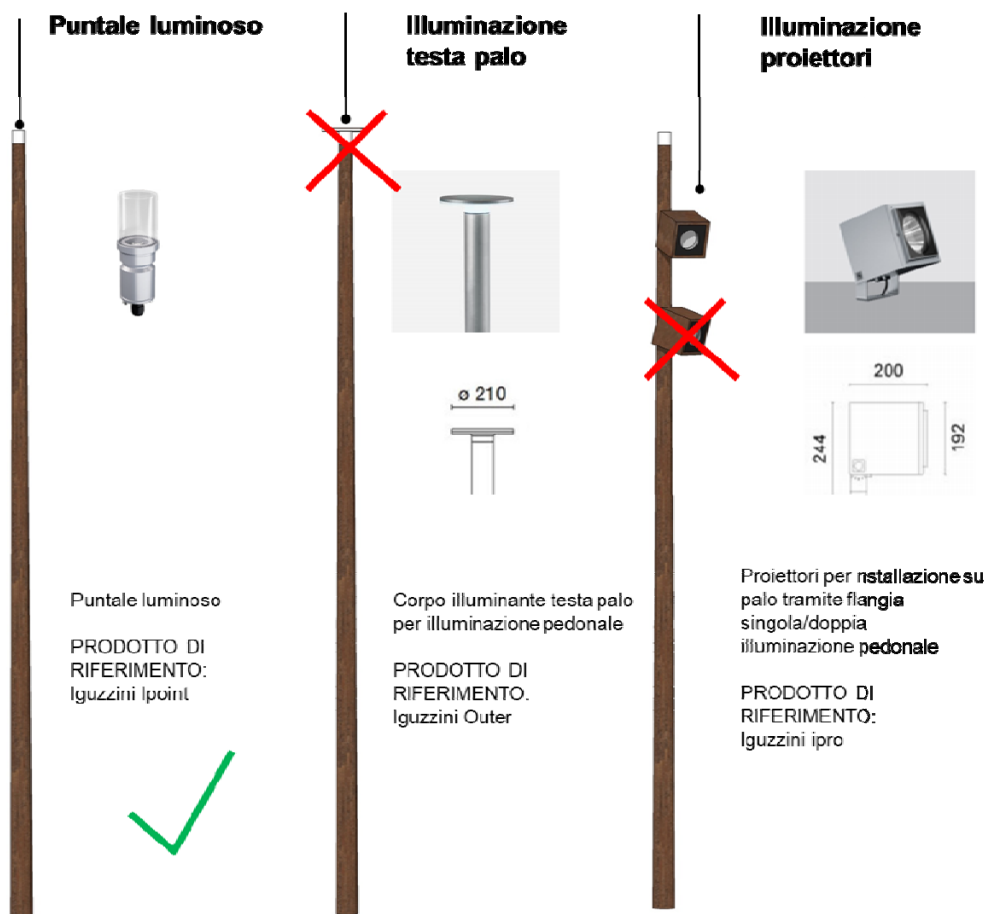 Puntale luminoso
Illuminazione
testa palo
Illuminazione
proiettori
ø 210
200
244
192
Puntale luminoso
PRODOTTO DI
RIFERIMENTO:
Iguzzini Ipoint
Corpo illuminante testa palo
per illuminazione pedonale
PRODOTTO DI
RIFERIMENTO.
Iguzzini Outer
Proiettori per nstallazione su
palo tramite flangia
singola/doppia
illuminazione pedonale
PRODOTTO DI
RIFERIMENTO:
Iguzzini ipro